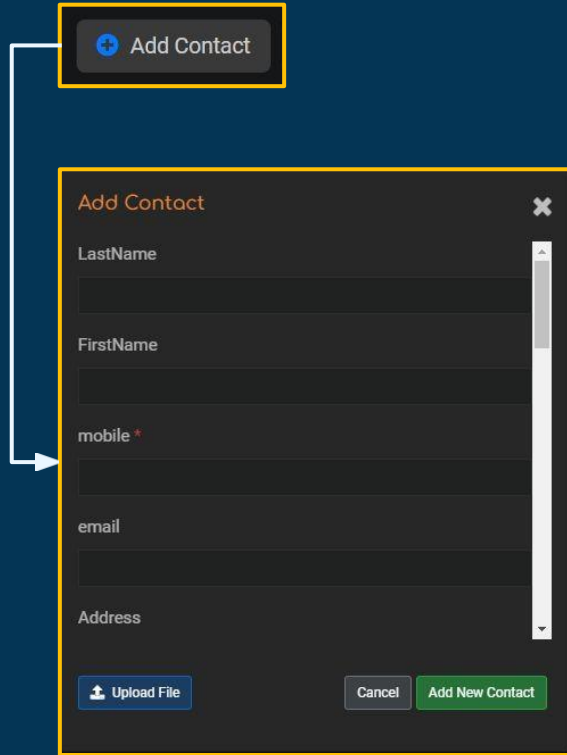 Add Contact
Add Contact
LastName
FirstName
mobile *
email
Address
Upload File
Cancel
Add New Contact